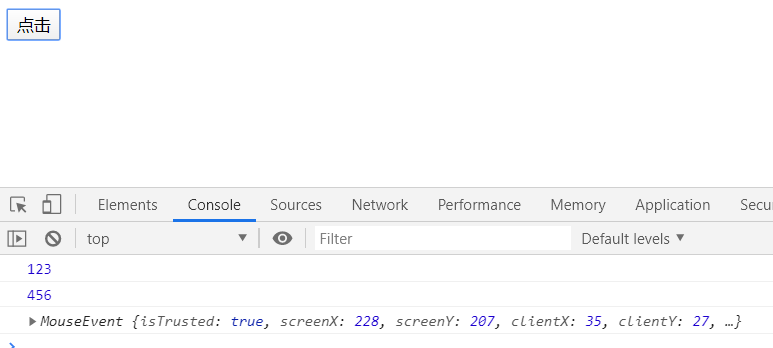 点击
Elements Console Sources Network Performance Memory Application Secu
top Filter Default levels
123
456
MouseEvent {isTrusted: true, screenX: 228, screenY: 207, clientX: 35, clientY: 27, …}